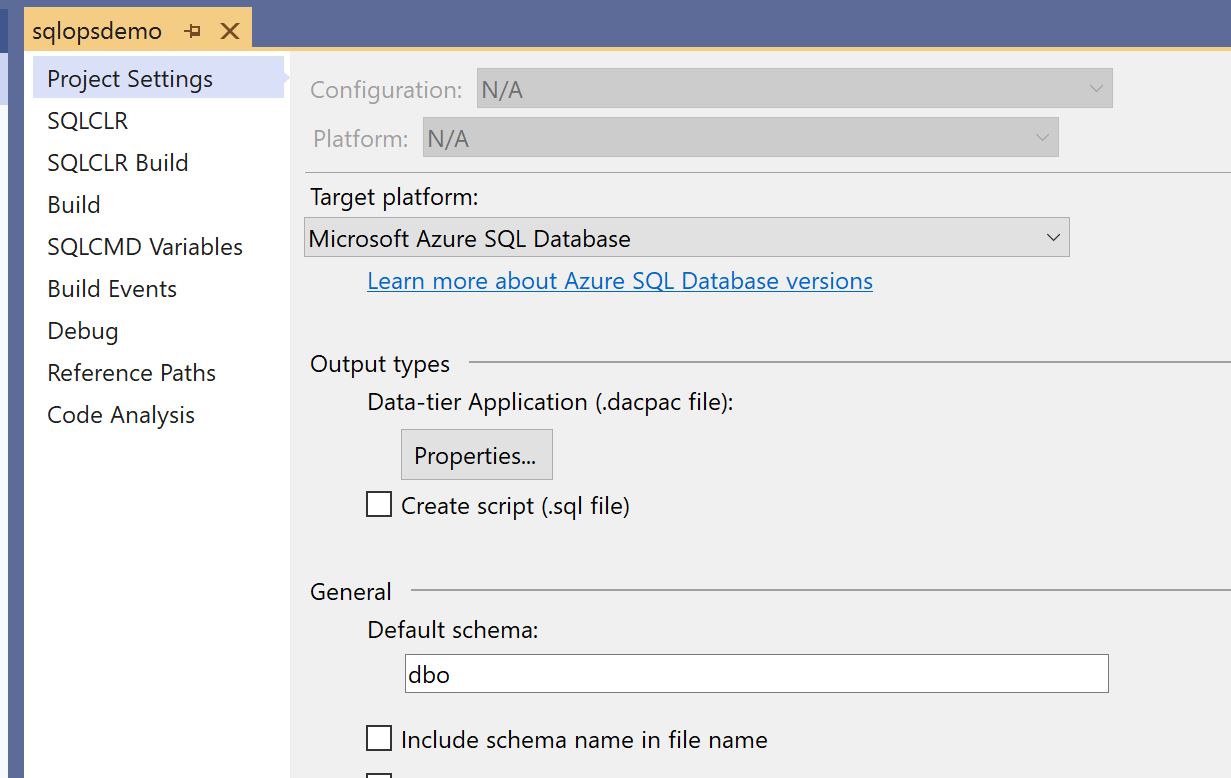 sqlopsdemo
Project Settings
SQLCLR
SQLCLR Build
Build
SQLCMD Variables
Build Events
Debug
Reference Paths
Code Analysis
Configuration: N/A
Platform: N/A
Target platform:
Microsoft Azure SQL Database
Learn more about Azure SQL Database versions
Output types
Data-tier Application (.dacpac file):
Properties...
Create script (.sql file)
General
Default schema:
dbo
Include schema name in file name